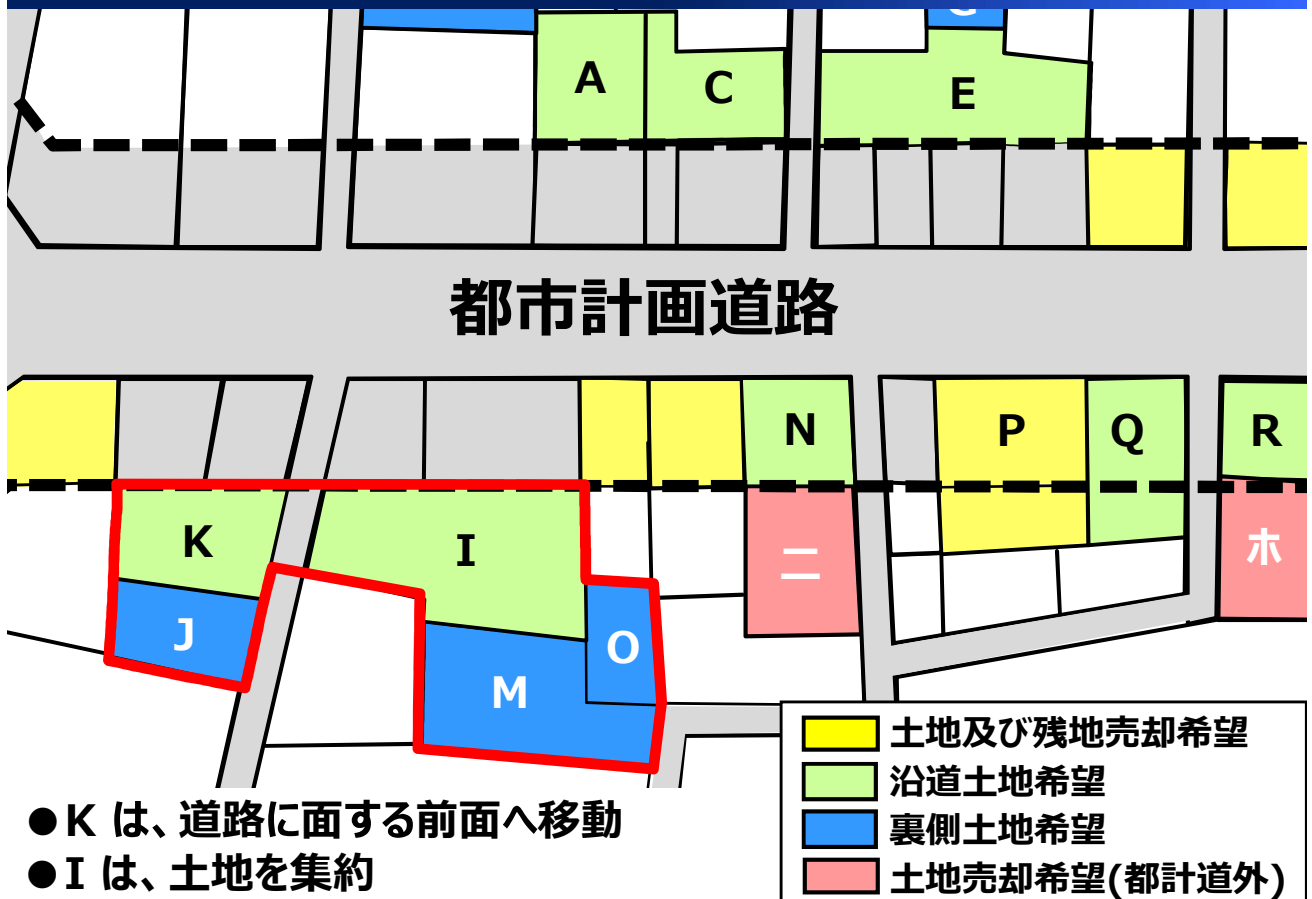 G
A
C
E
都市計画道路
N
P
Q
R
K
I
ニ
ホ
J
O
M
土地及び残地売却希望
沿道土地希望
裏側土地希望
土地売却希望(都計道外)
●K は、道路に面する前面へ移動
●I は、土地を集約